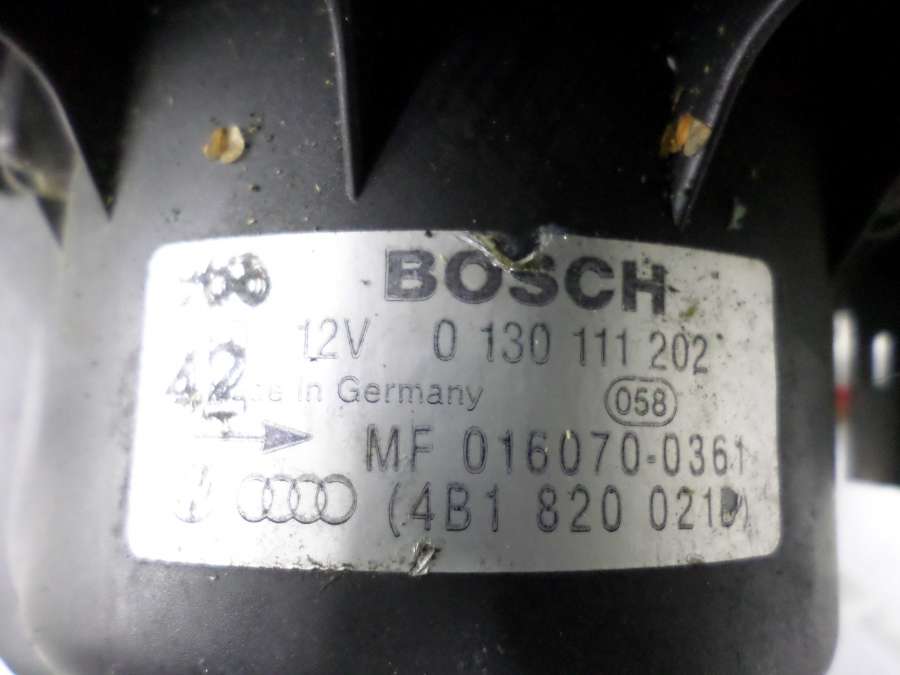 BOSCH
12V 0 130 111 202
42
in Germany 058
MF 016070-0361
(4B1 820 021